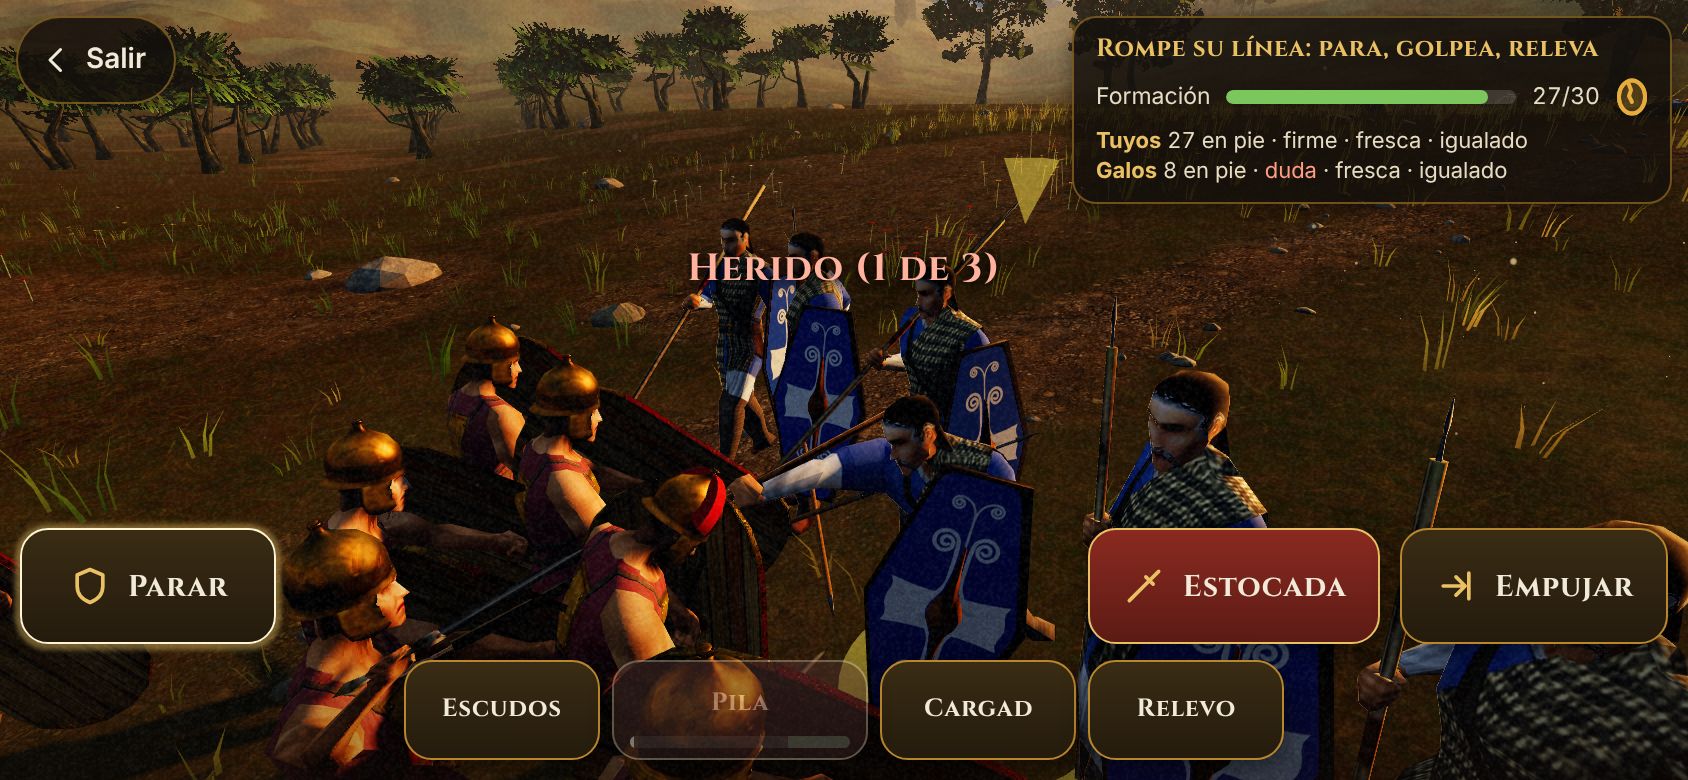 Salir
ROMPE SU LÍNEA: PARA, GOLPEA, RELEVA
Formación 27/30
Tuyos 27 en pie · firme · fresca · igualado
Galos 8 en pie · duda · fresca · igualado
HERIDO (1 DE 3)
PARAR
ESTOCADA
EMPUJAR
ESCUDOS
PILA
CARGAD
RELEVO